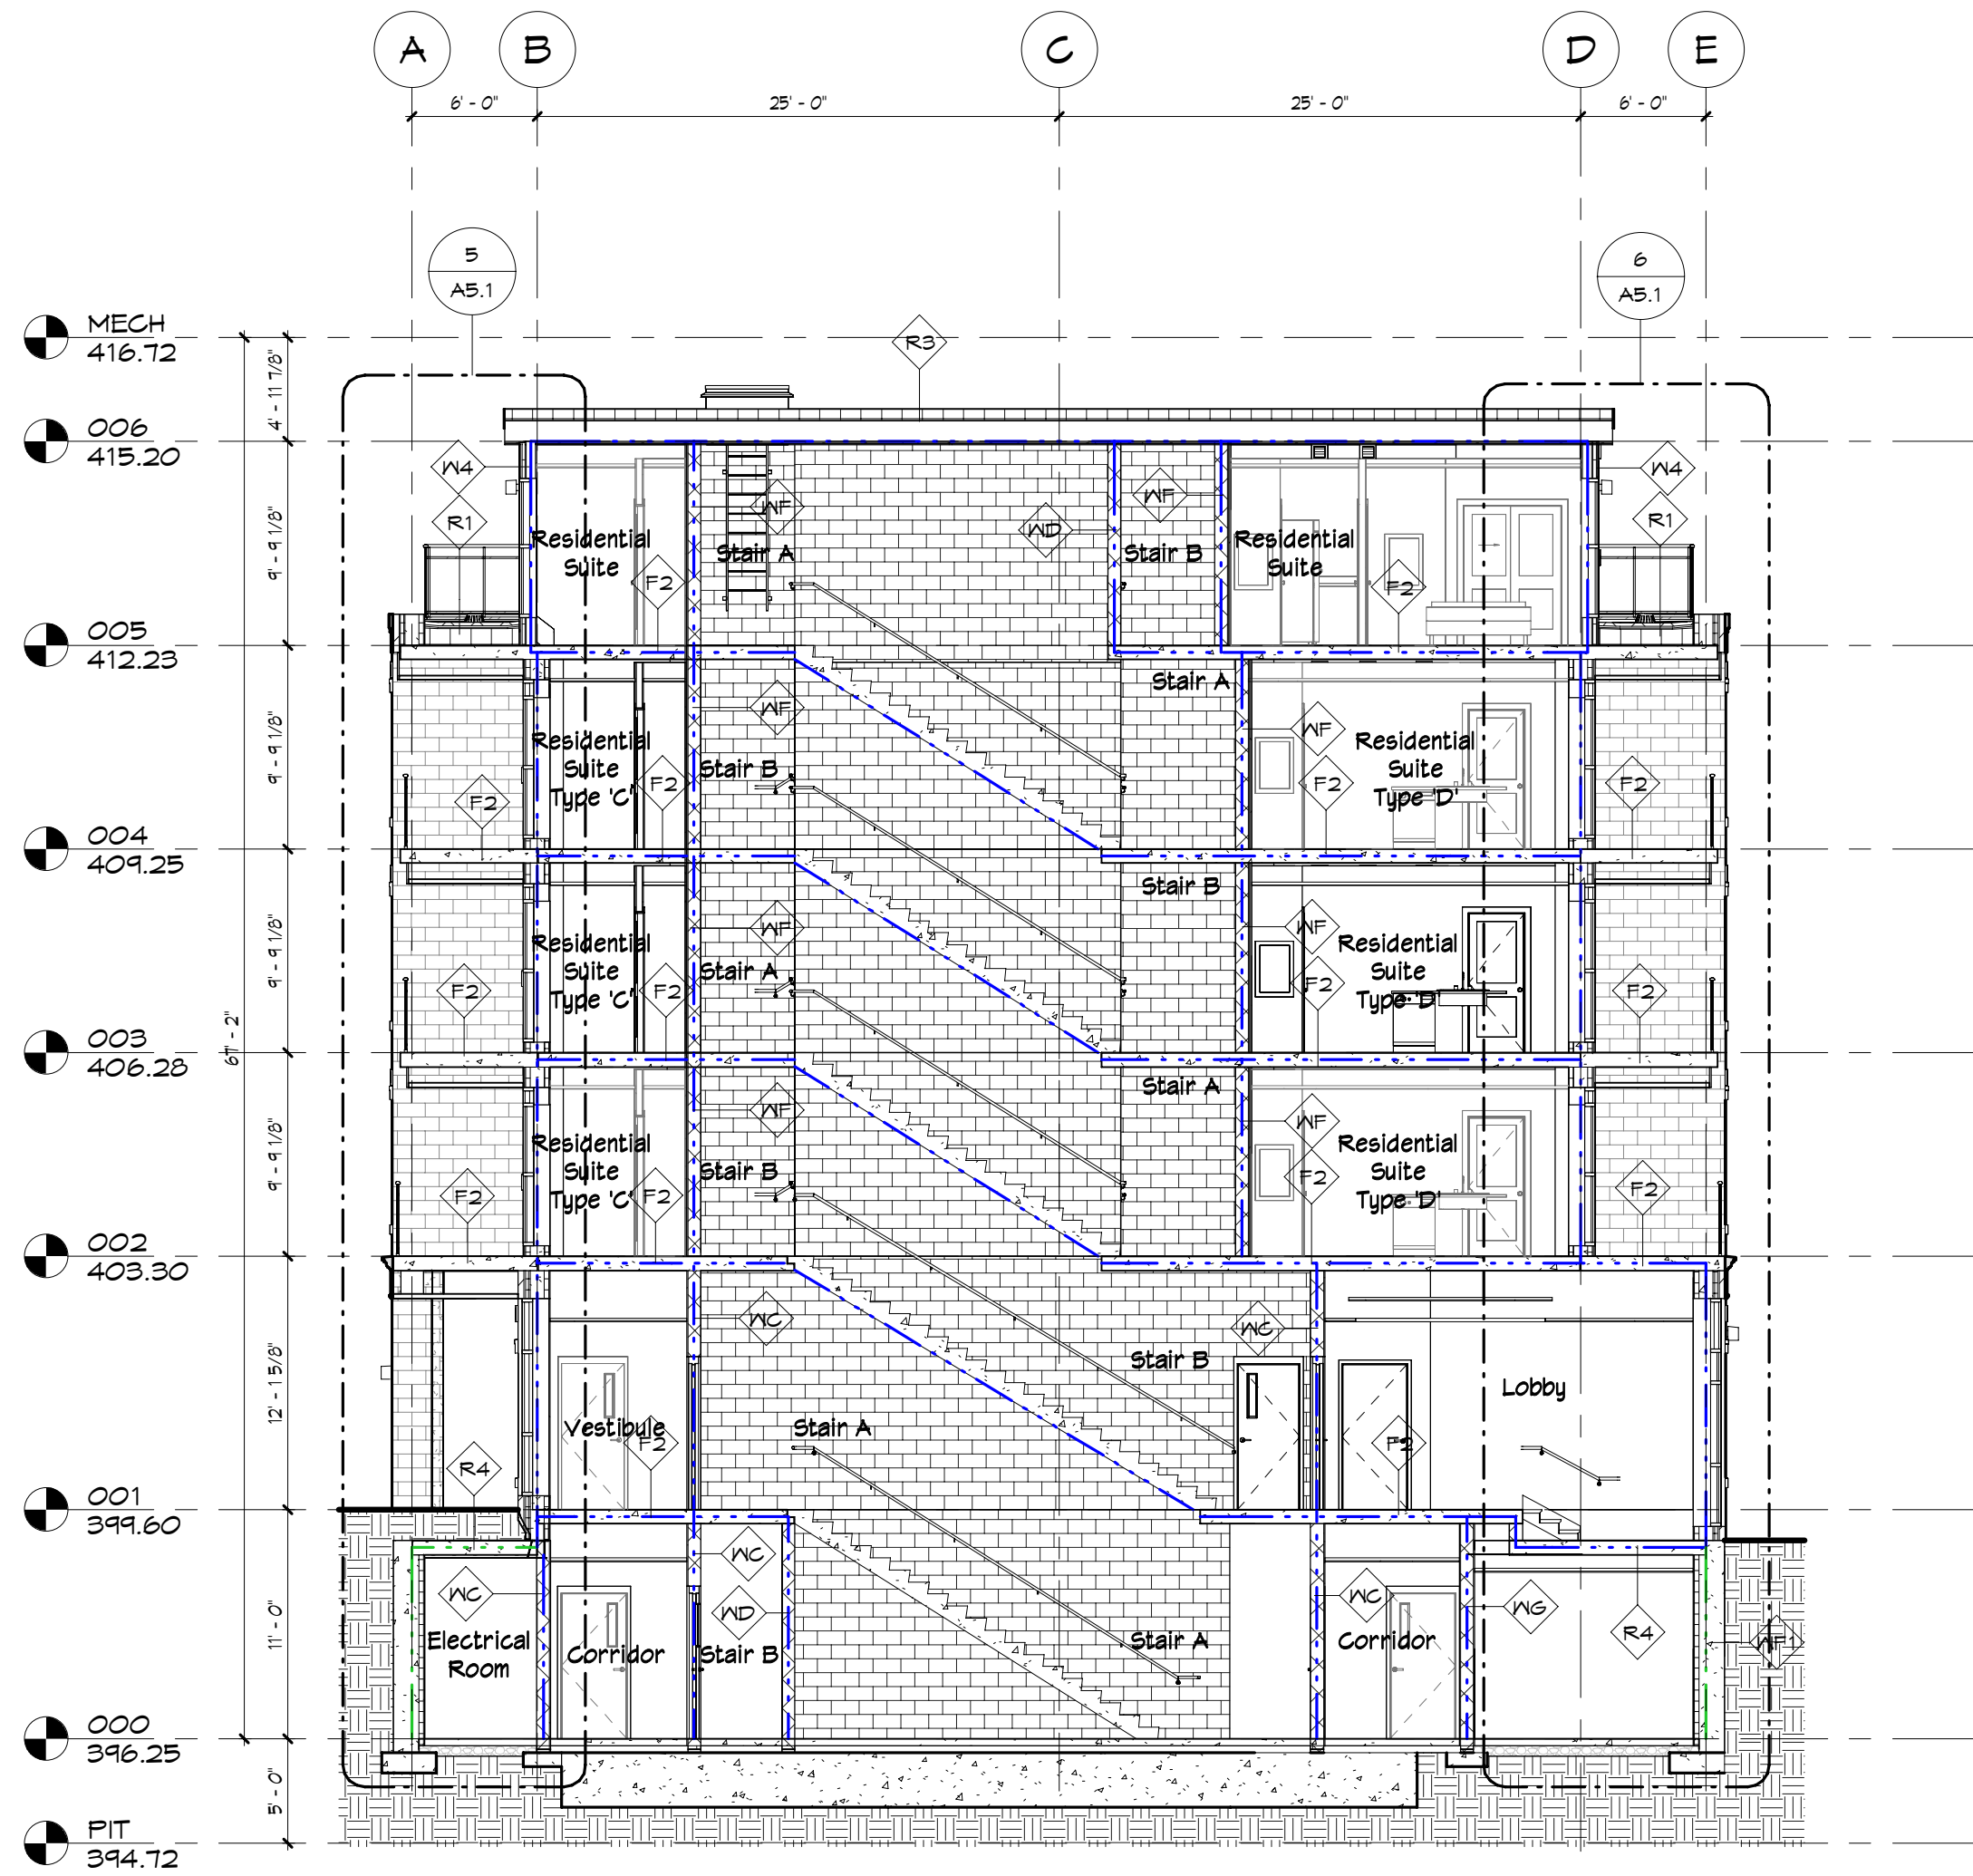 A B C D E
6' - 0" 25' - 0" 25' - 0" 6' - 0"
5
A5.1
6
A5.1
MECH
416.72
R3
4' - 11 7/8"
006
415.20
W4
W4
R1
R1
WF
WF
WD
9' - 9 1/8"
Residential
Suite
Stair A
Stair B
Residential
Suite
F2
F2
005
412.23
Stair A
WF
WF
9' - 9 1/8"
Residential
Suite
Type 'C'
Stair B
Residential
Suite
Type 'D'
F2
F2
F2
F2
004
409.25
Stair B
WF
WF
9' - 9 1/8"
Residential
Suite
Type 'C'
Stair A
Residential
Suite
Type 'D'
F2
F2
F2
F2
003
406.28
67' - 2"
Stair A
WF
WF
9' - 9 1/8"
Residential
Suite
Type 'C'
Stair B
Residential
Suite
Type 'D'
F2
F2
F2
F2
002
403.30
WC
WC
12' - 1 5/8"
Stair B
Lobby
Vestibule
Stair A
F2
F2
R4
001
399.60
WC
WC
WD
WC
WG
R4
WF1
11' - 0"
Electrical
Room
Corridor
Stair B
Stair A
Corridor
000
396.25
5' - 0"
PIT
394.72